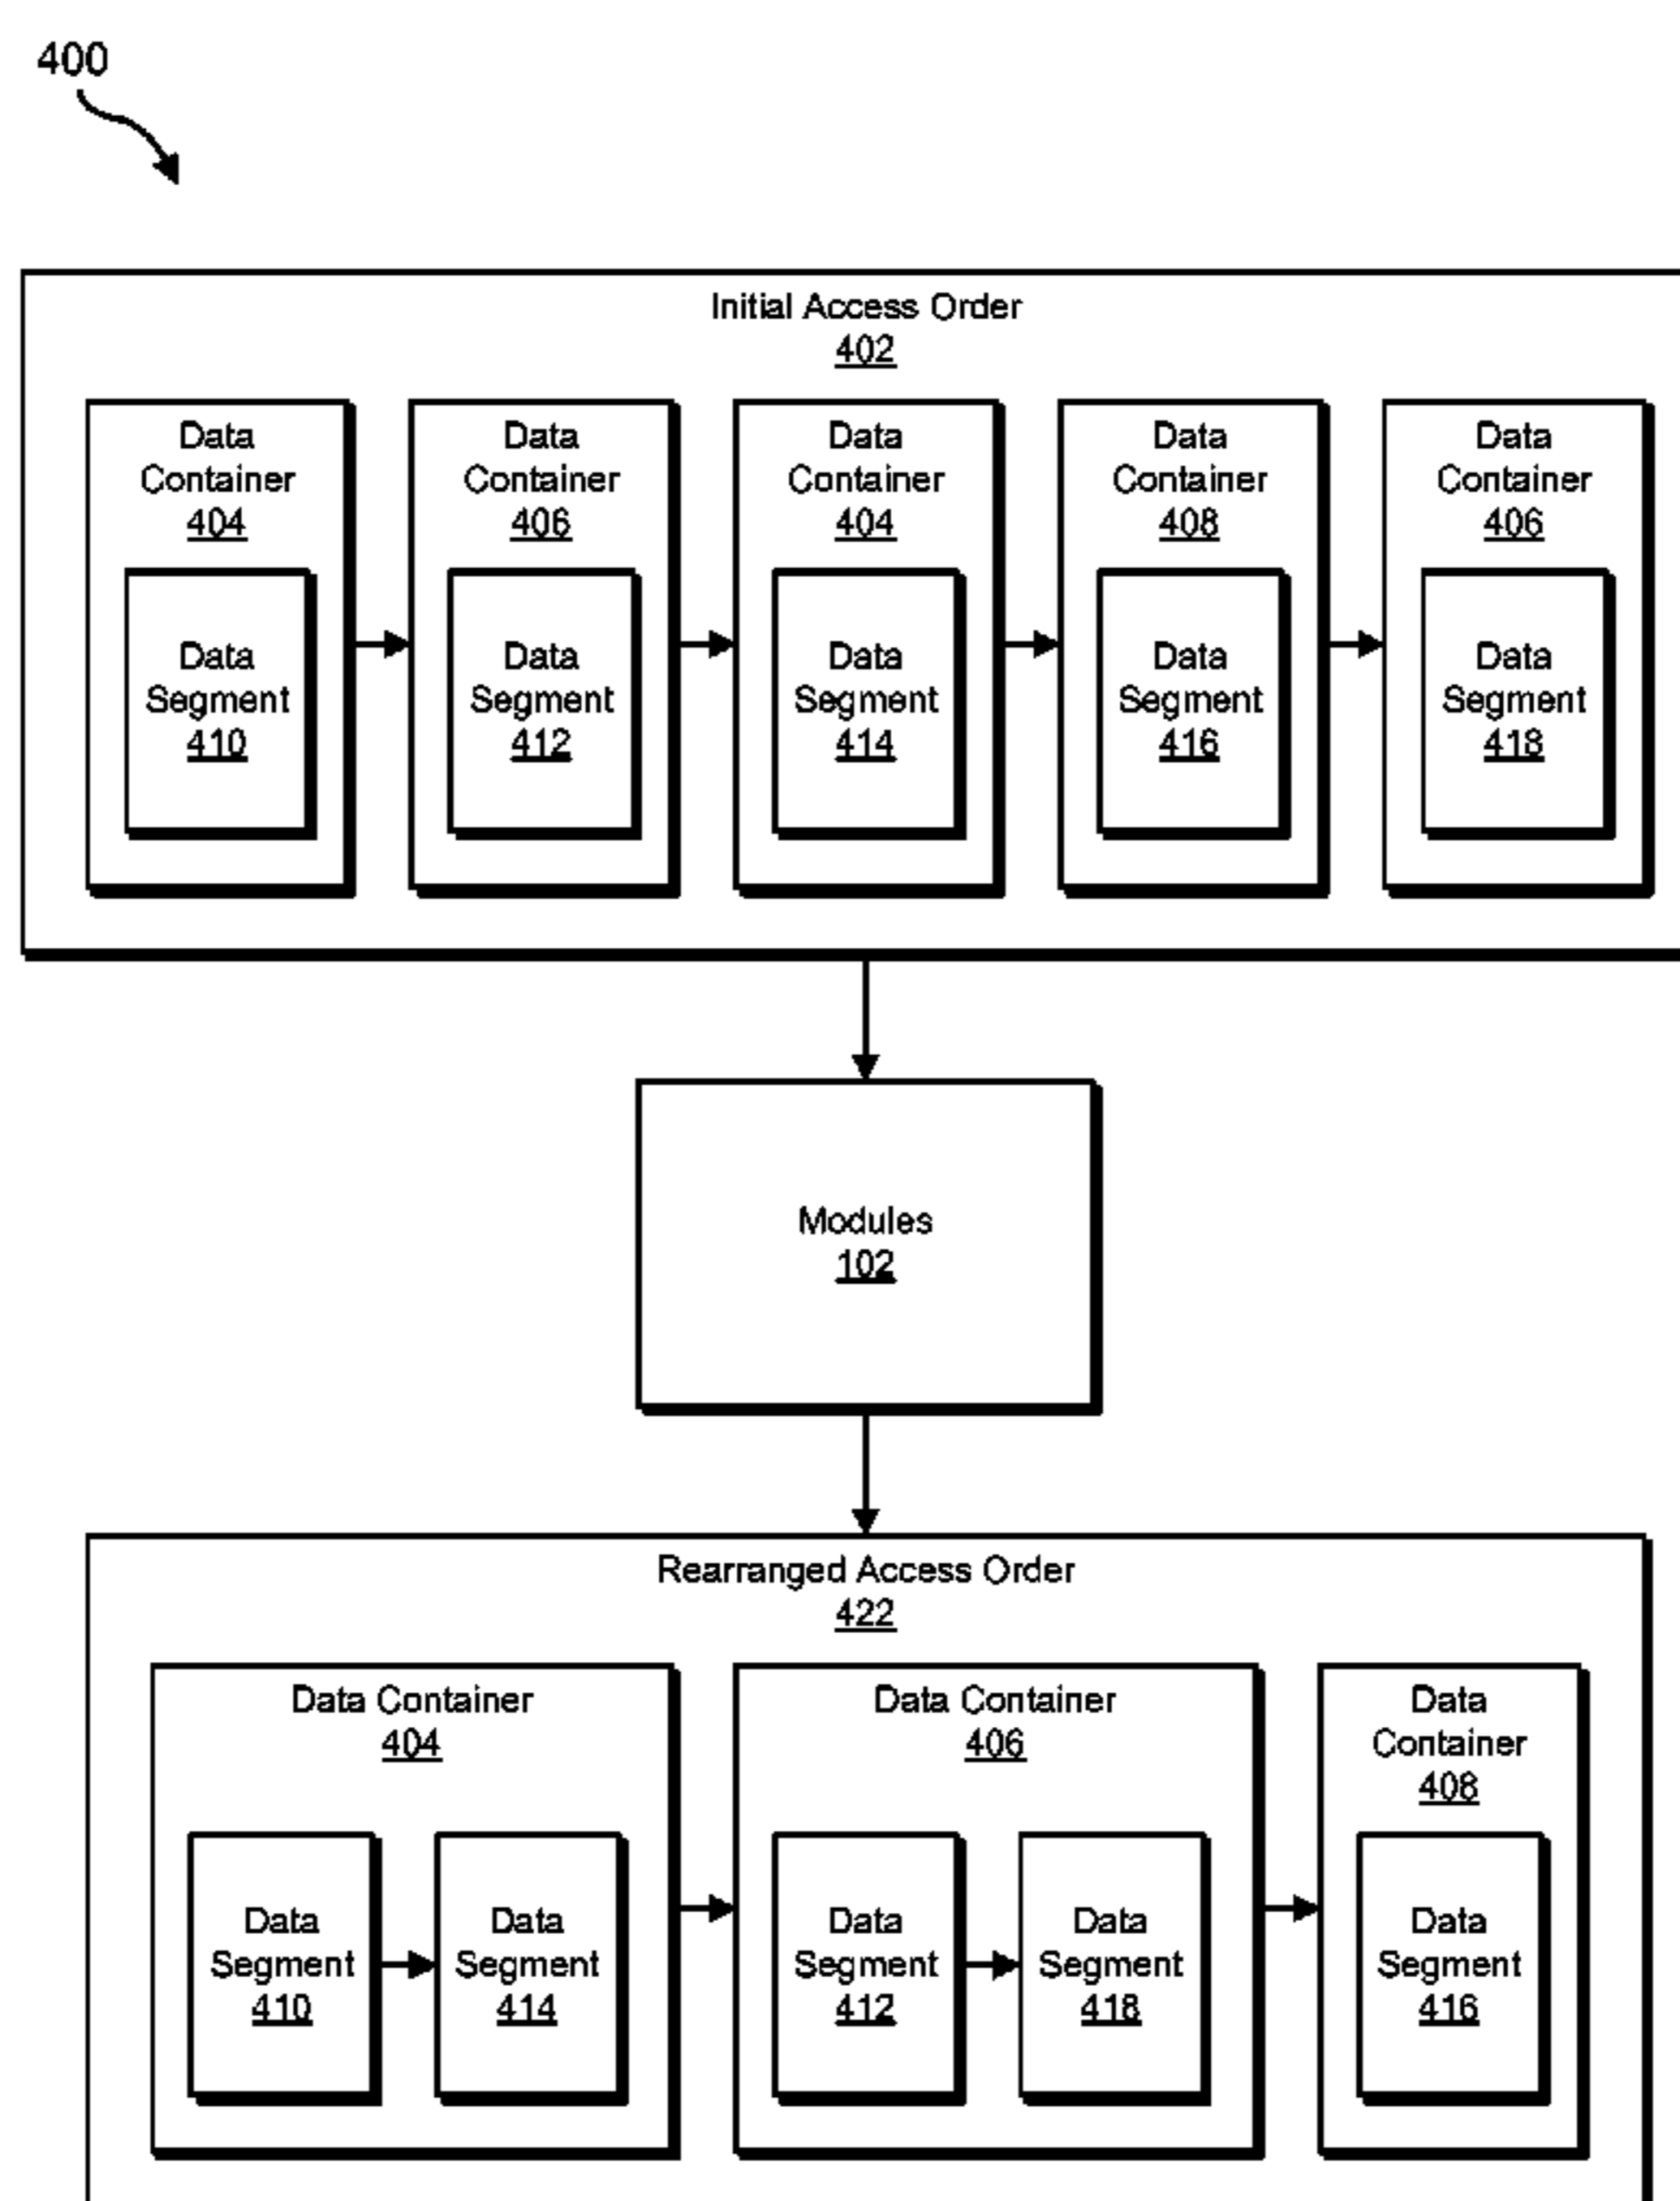 400
Initial Access Order
402
Data
Container
404
Data
Segment
410
Data
Container
406
Data
Segment
412
Data
Container
404
Data
Segment
414
Data
Container
408
Data
Segment
416
Data
Container
406
Data
Segment
418
Modules
102
Rearranged Access Order
422
Data Container
404
Data
Segment
410
Data
Segment
414
Data Container
406
Data
Segment
412
Data
Segment
418
Data
Container
408
Data
Segment
416